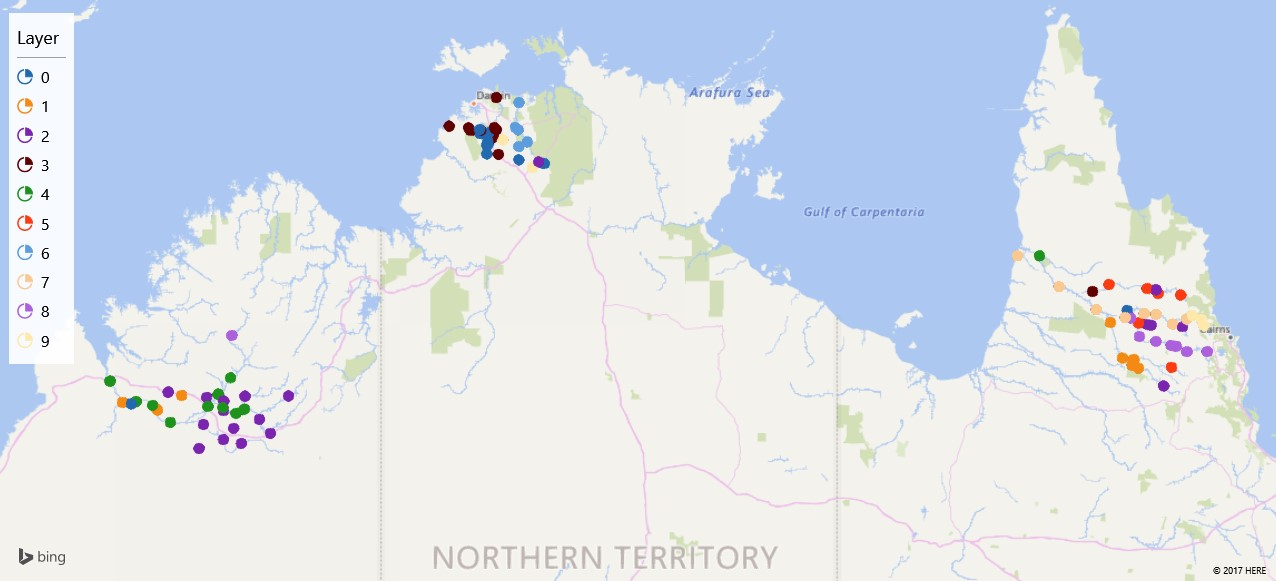 Layer
0
1
2
3
4
5
6
7
8
9
Darwin
Arafura Sea
Gulf of Carpentaria
Cairns
NORTHERN TERRITORY
bing
© 2017 HERE